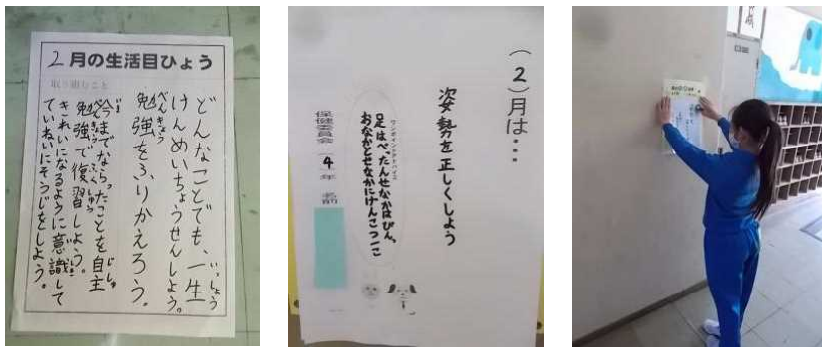 2月の生活目ひょう
取り組むこと
どんなことでも、一生
けんめいちょうせんしよう。
勉強をふりかえろう。
今までならったことを自主
勉強で復習しよう。
きれいになるように意識して
ていねいにそうじをしよう。
（2）月は…
姿勢を正しくしよう
ワンポイントアドバイス
足はぺたんせなかはぴん。
おなかとせなかにげんこつ一こ
保健委員会（4）年 名前